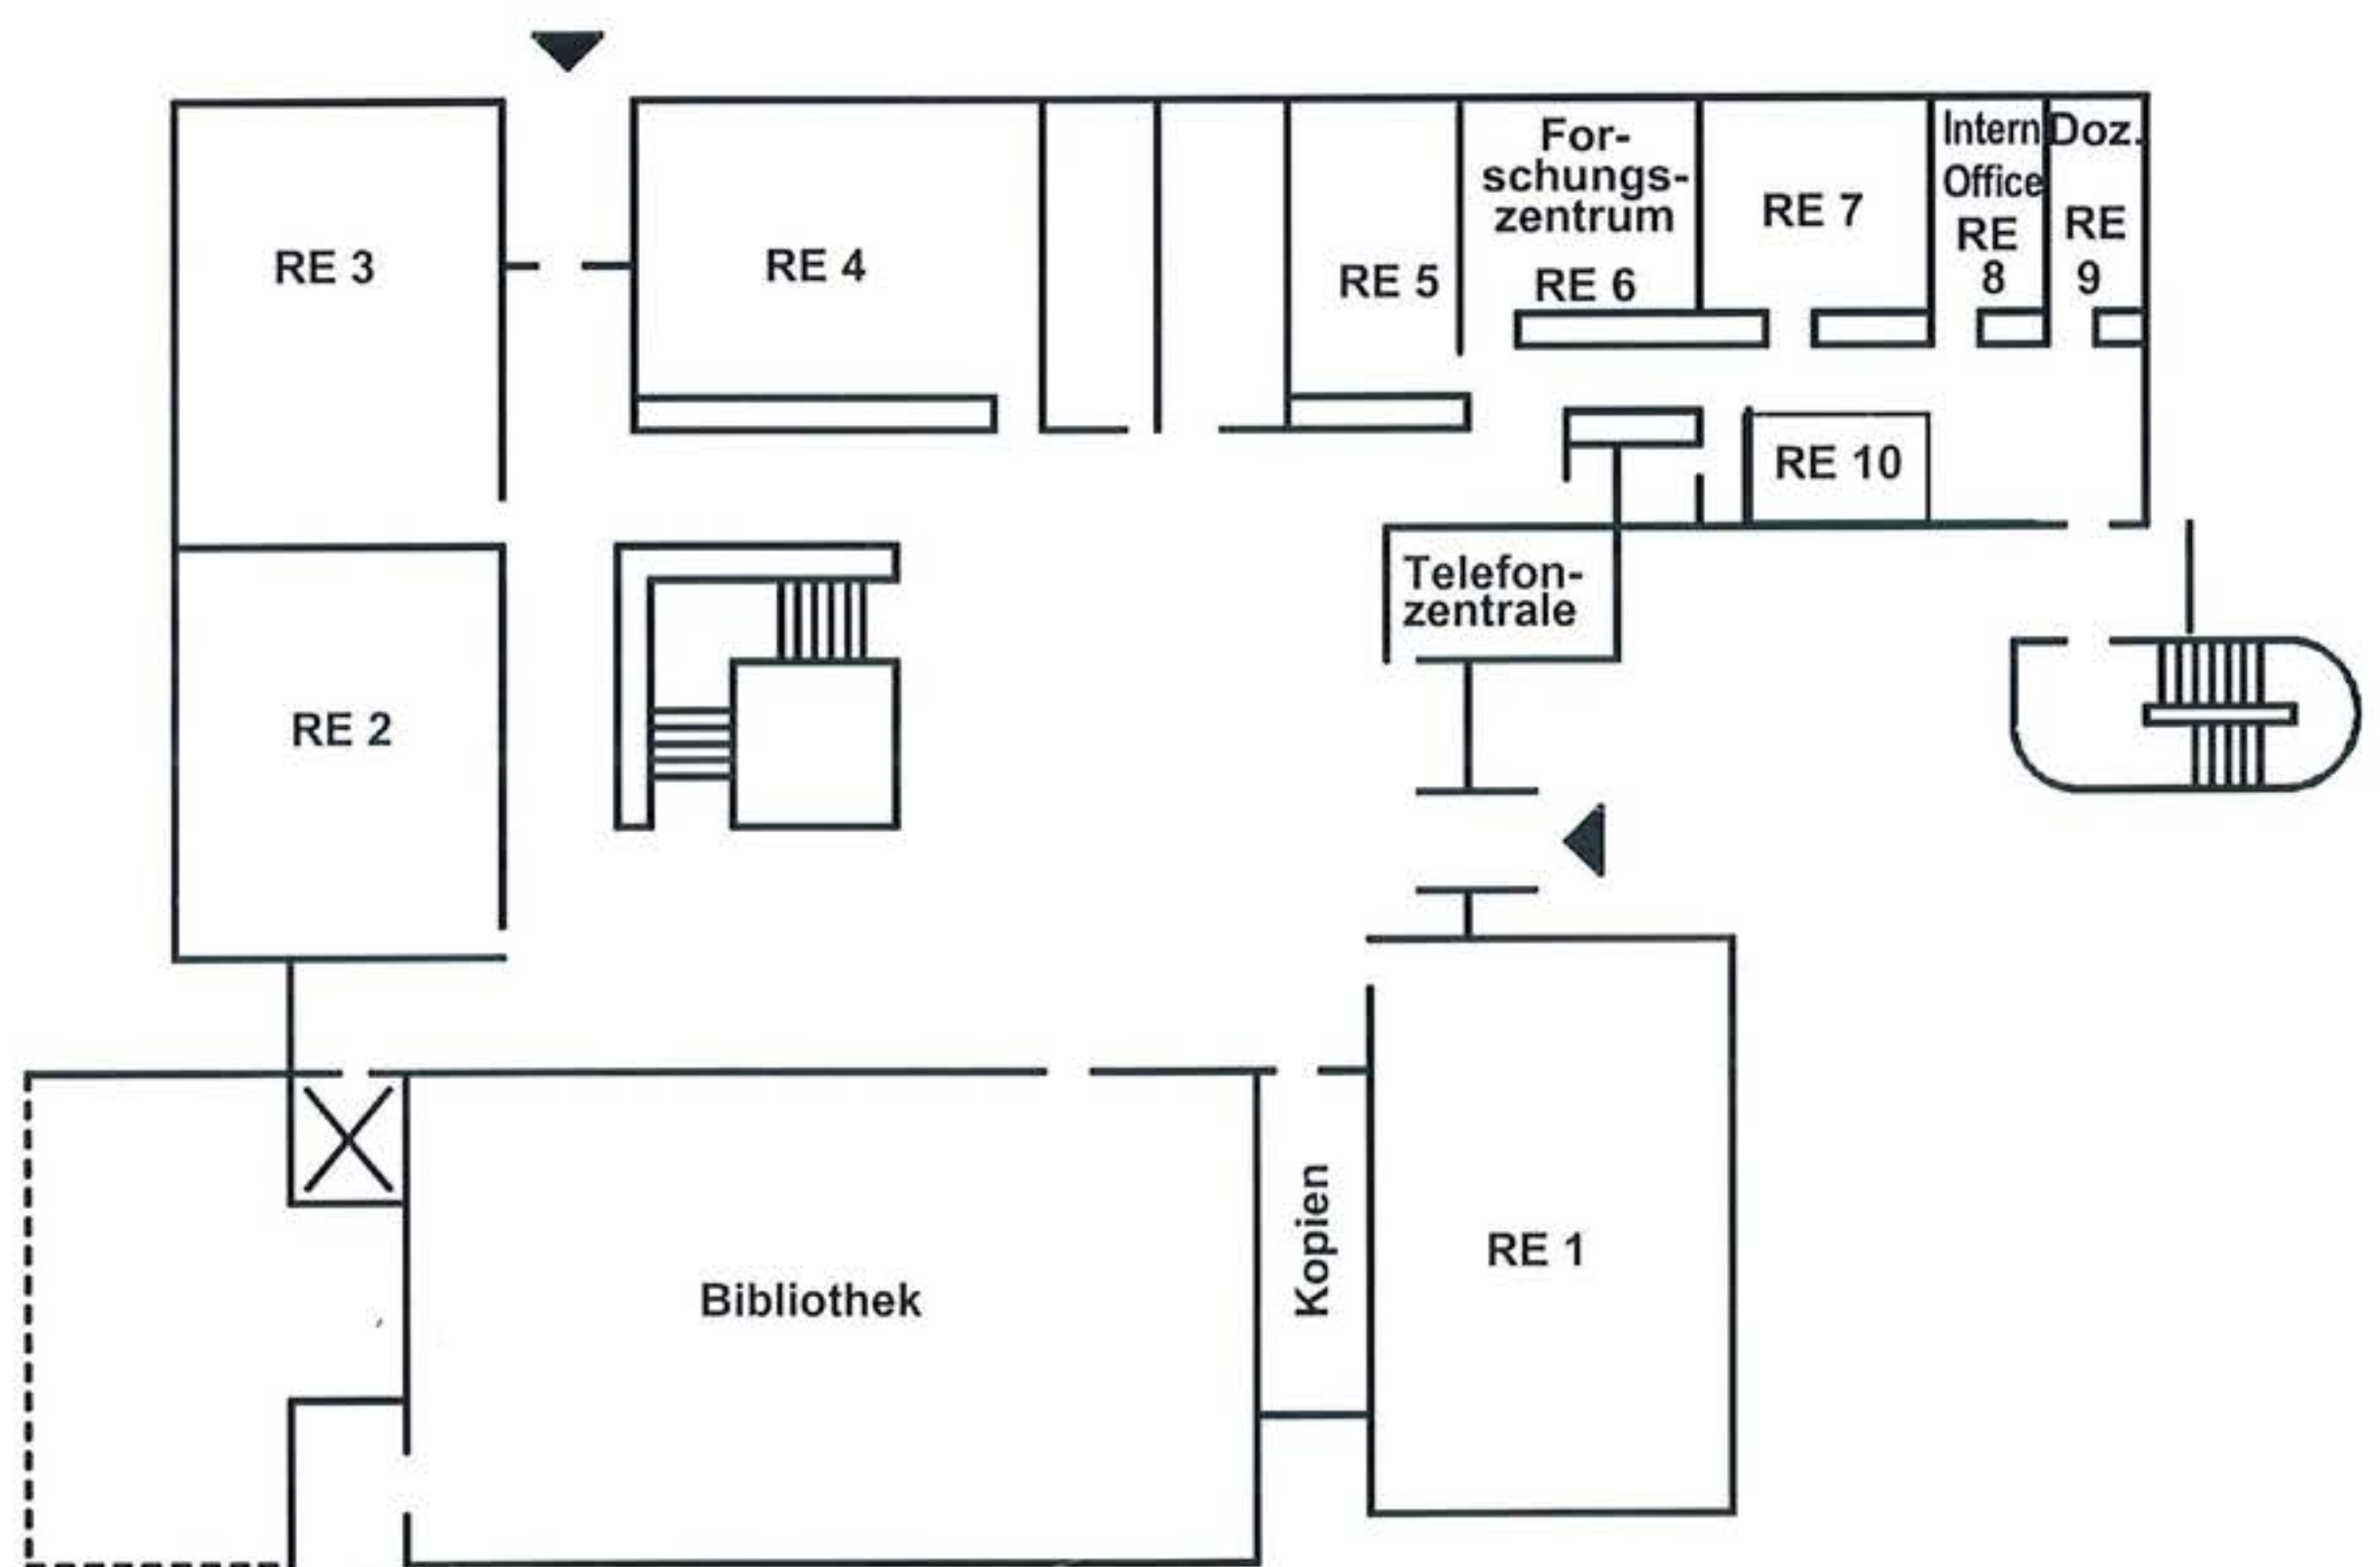 RE 3
RE 4
RE 5
For-
schungs-
zentrum
RE 6
RE 7
Intern
Office
RE
8
Doz.
RE
9
RE 10
Telefon-
zentrale
RE 2
Bibliothek
Kopien
RE 1